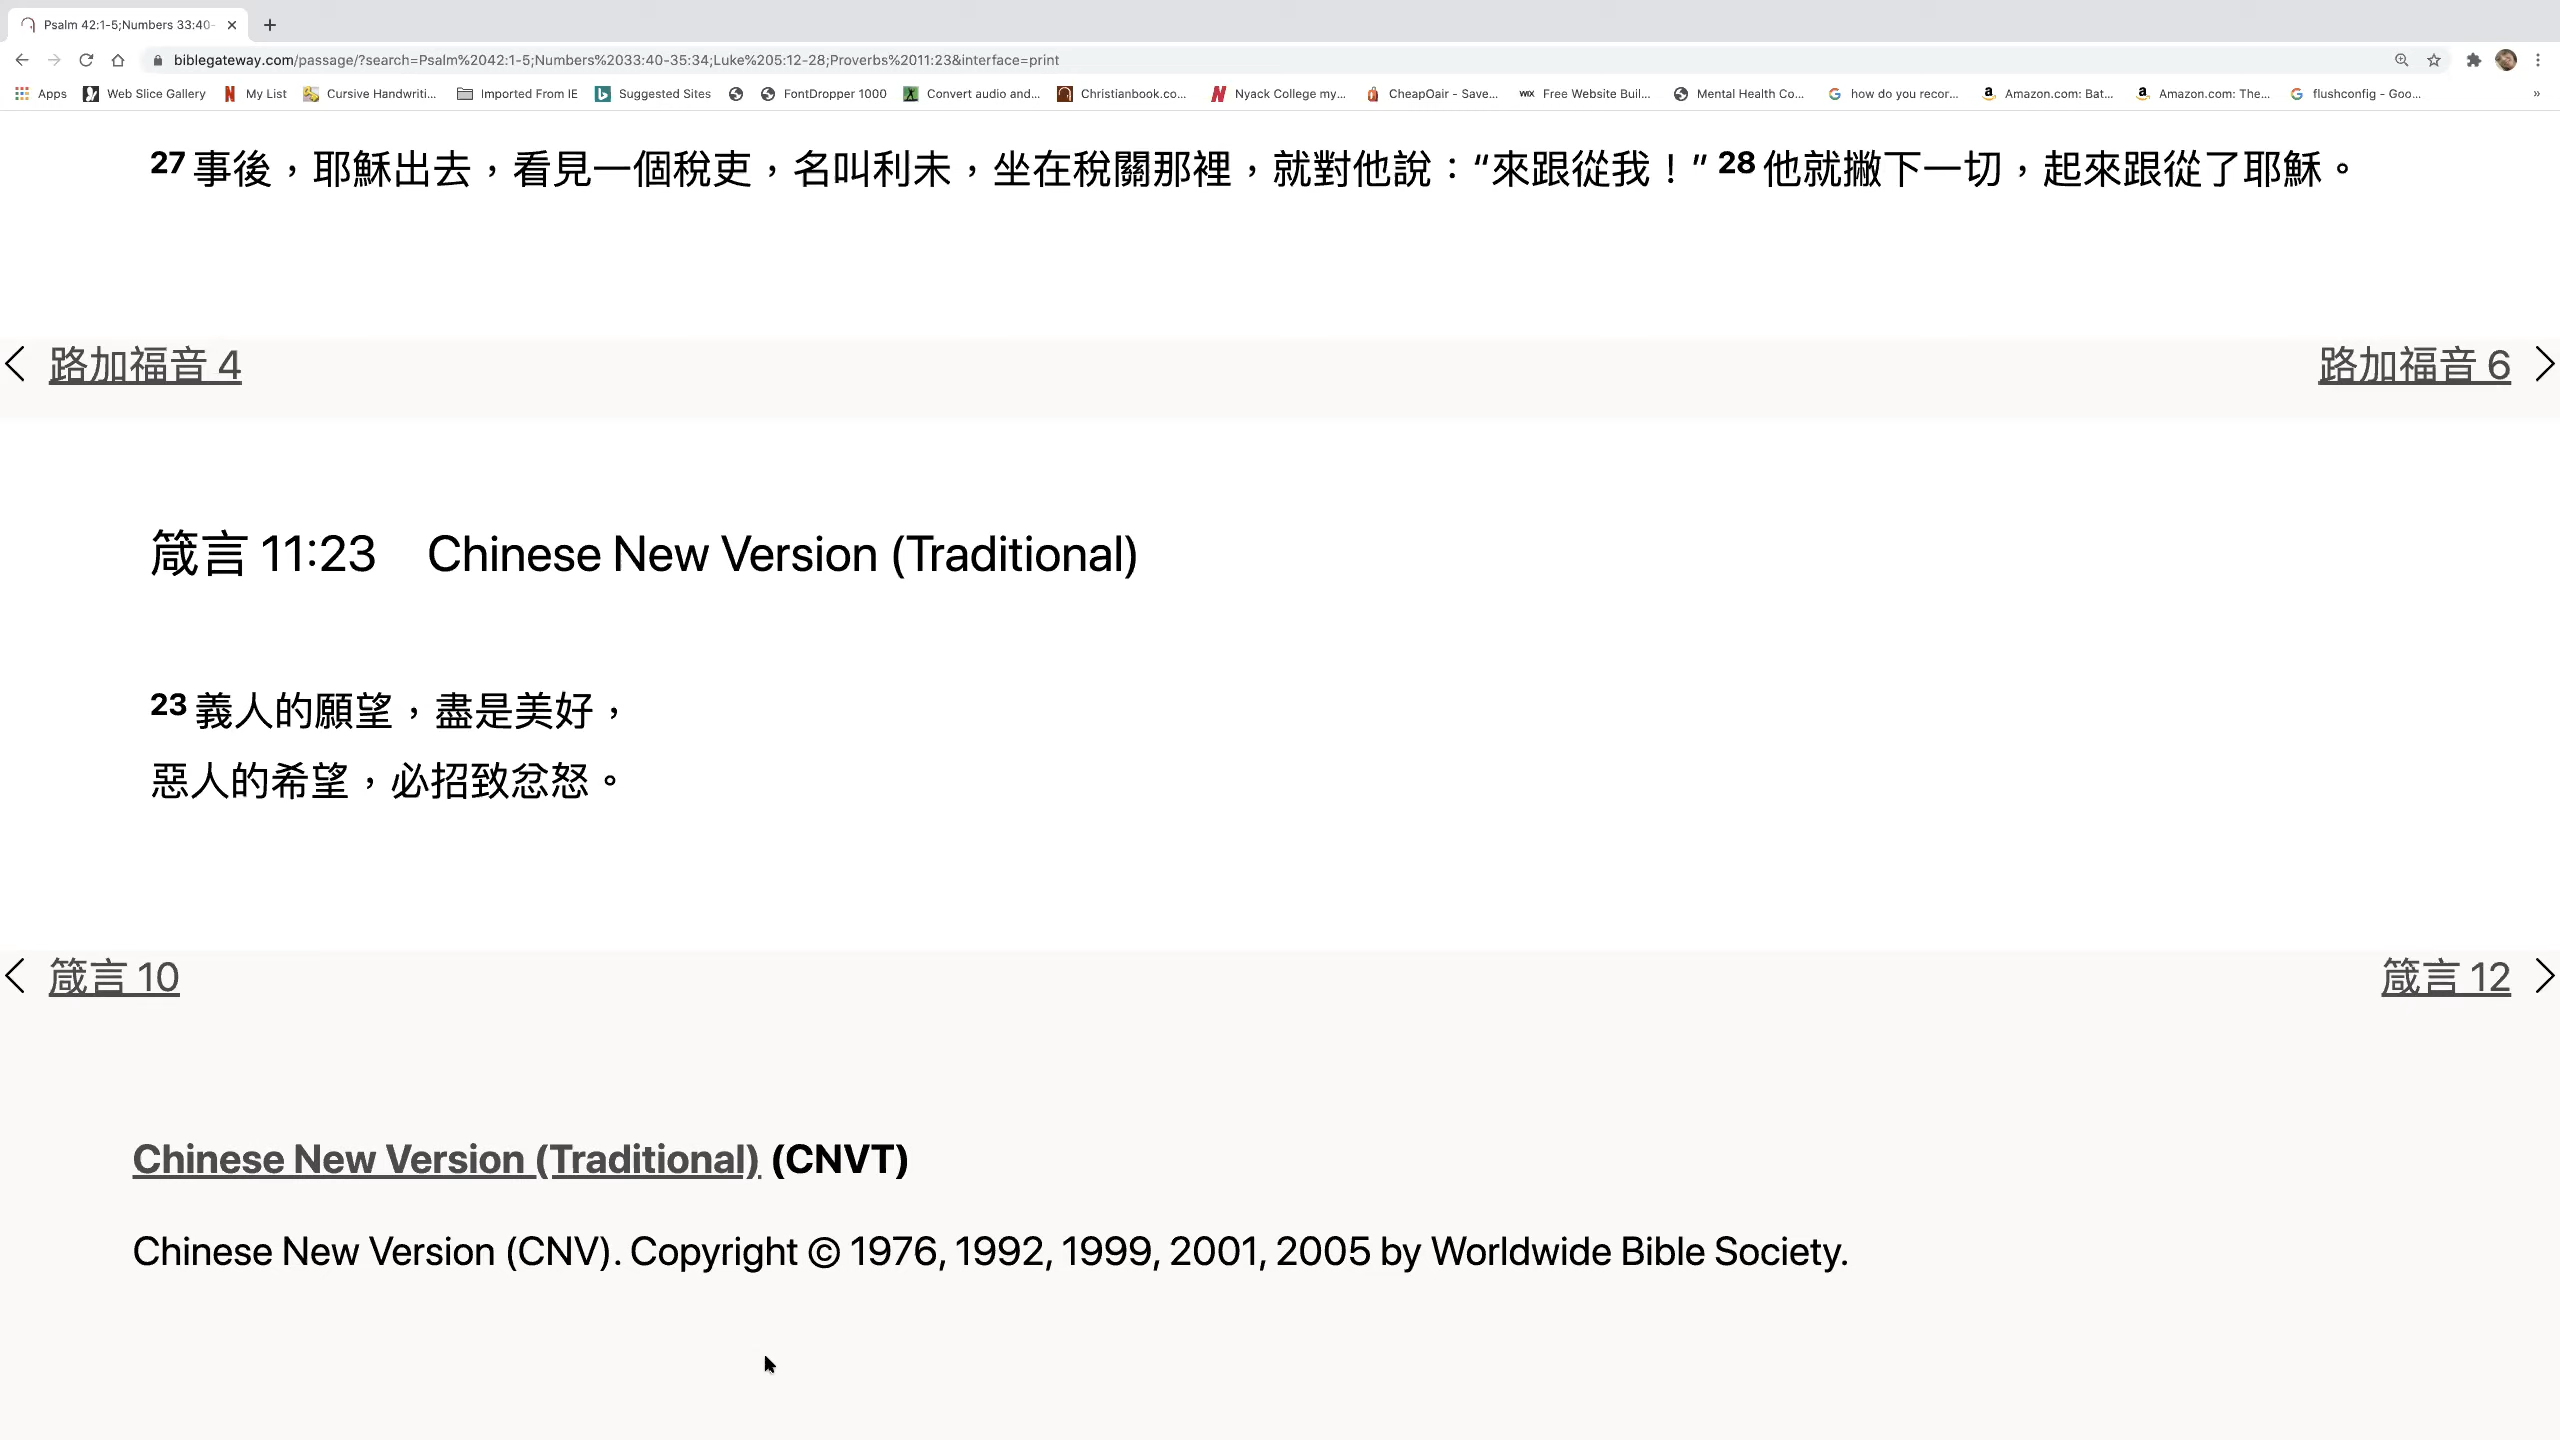 Psalm 42:1-5;Numbers 33:40-
biblegateway.com/passage/?search=Psalm%2042:1-5;Numbers%2033:40-35:34;Luke%205:12-28;Proverbs%2011:23&interface=print
Apps Web Slice Gallery My List Cursive Handwriti... Imported From IE Suggested Sites FontDropper 1000 Convert audio and... Christianbook.co... Nyack College my... CheapOair - Save... Free Website Buil... Mental Health Co... how do you recor... Amazon.com: Bat... Amazon.com: The... flushconfig - Goo... »
27 事後，耶穌出去，看見一個稅吏，名叫利未，坐在稅關那裡，就對他說：“來跟從我！” 28 他就撇下一切，起來跟從了耶穌。
路加福音 4 路加福音 6
箴言 11:23 Chinese New Version (Traditional)
23 義人的願望，盡是美好，
惡人的希望，必招致忿怒。
箴言 10 箴言 12
Chinese New Version (Traditional) (CNVT)
Chinese New Version (CNV). Copyright © 1976, 1992, 1999, 2001, 2005 by Worldwide Bible Society.